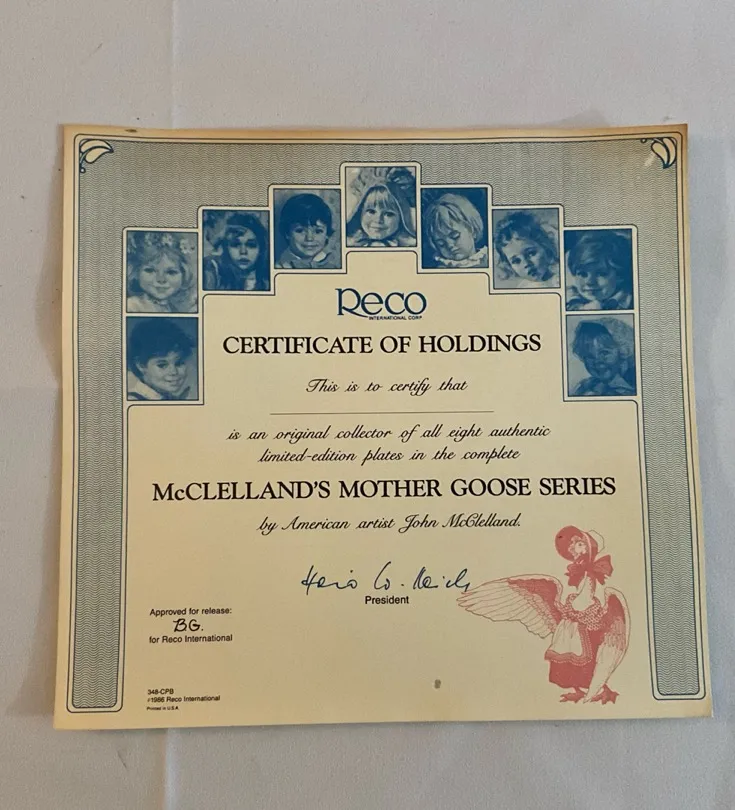 Reco
INTERNATIONAL CORP
CERTIFICATE OF HOLDINGS
This is to certify that
is an original collector of all eight authentic
limited-edition plates in the complete
McCLELLAND'S MOTHER GOOSE SERIES
by American artist John McClelland.
President
Approved for release:
BG.
for Reco International
348-CPB
©1986 Reco International
Printed in U.S.A